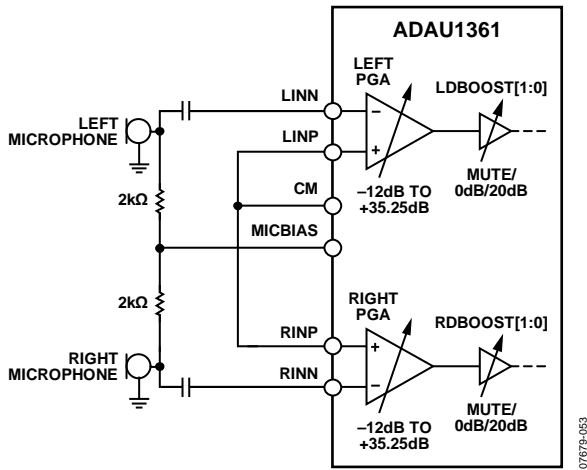 ADAU1361
LEFT
PGA
LDBOOST[1:0]
LINN
LEFT
MICROPHONE
LINP
CM
MUTE/
0dB/20dB
–12dB TO
+35.25dB
2kΩ
MICBIAS
2kΩ
RIGHT
PGA
RDBOOST[1:0]
RINP
RIGHT
MICROPHONE
RINN
MUTE/
0dB/20dB
–12dB TO
+35.25dB
07679-053